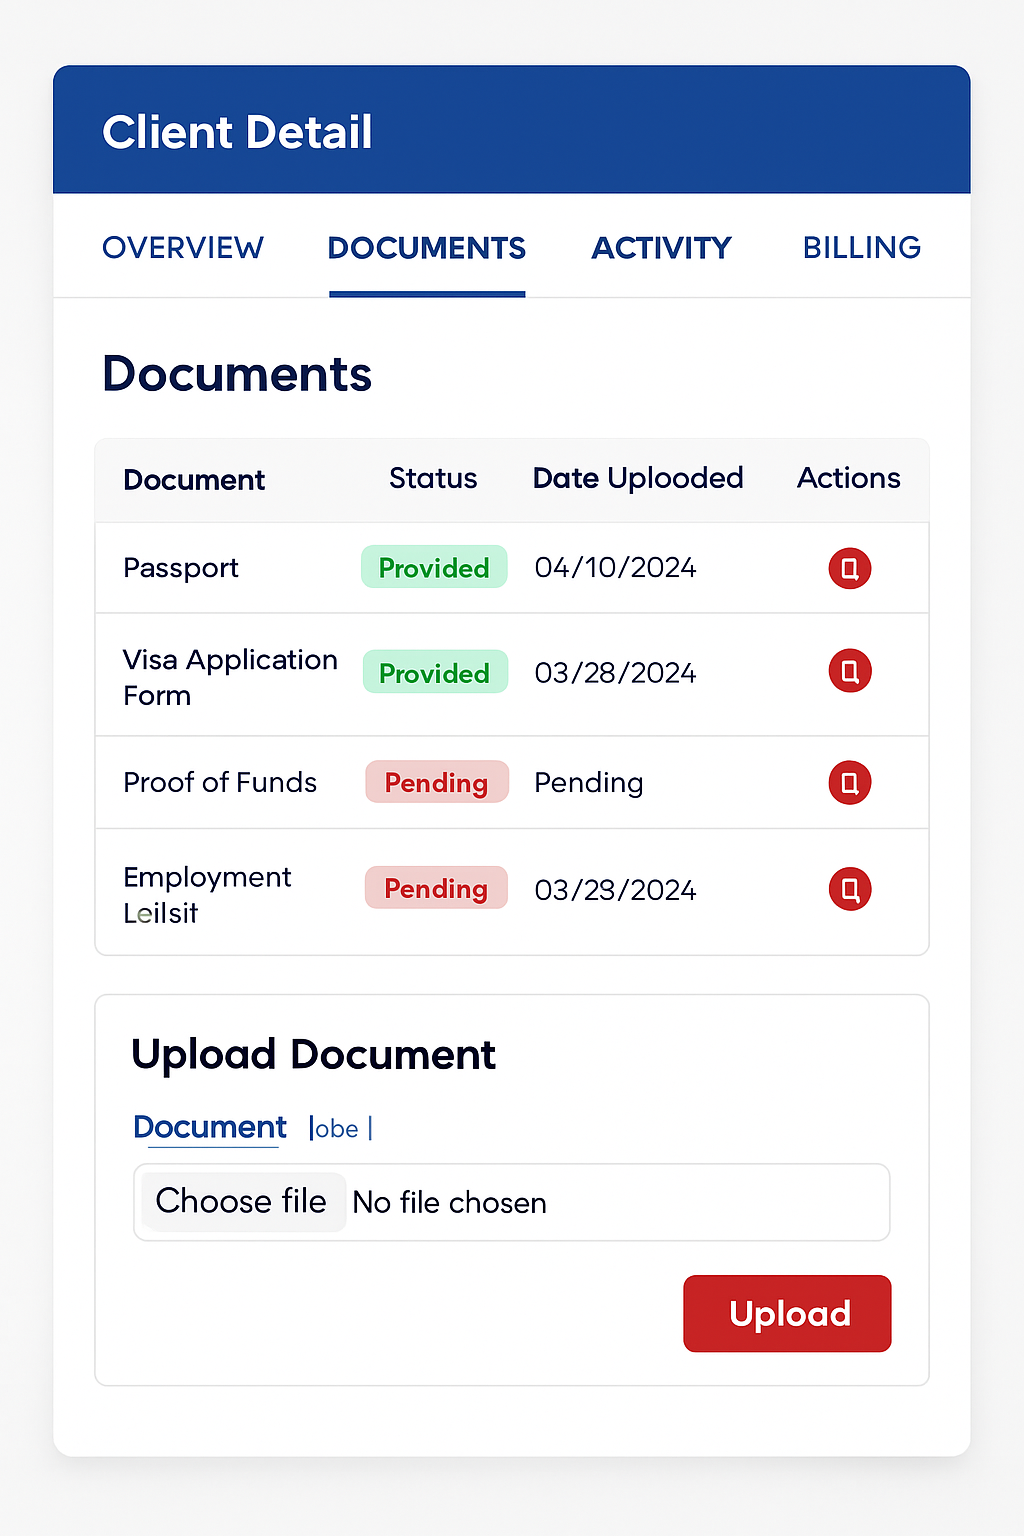 Client Detail
OVERVIEW DOCUMENTS ACTIVITY BILLING
Documents
Document Status Date Uplooded Actions
Passport Provided 04/10/2024
Visa Application Provided 03/28/2024
Form
Proof of Funds Pending Pending
Employment Pending 03/23/2024
Leilsit
Upload Document
Document lobe |
Choose file No file chosen
Upload